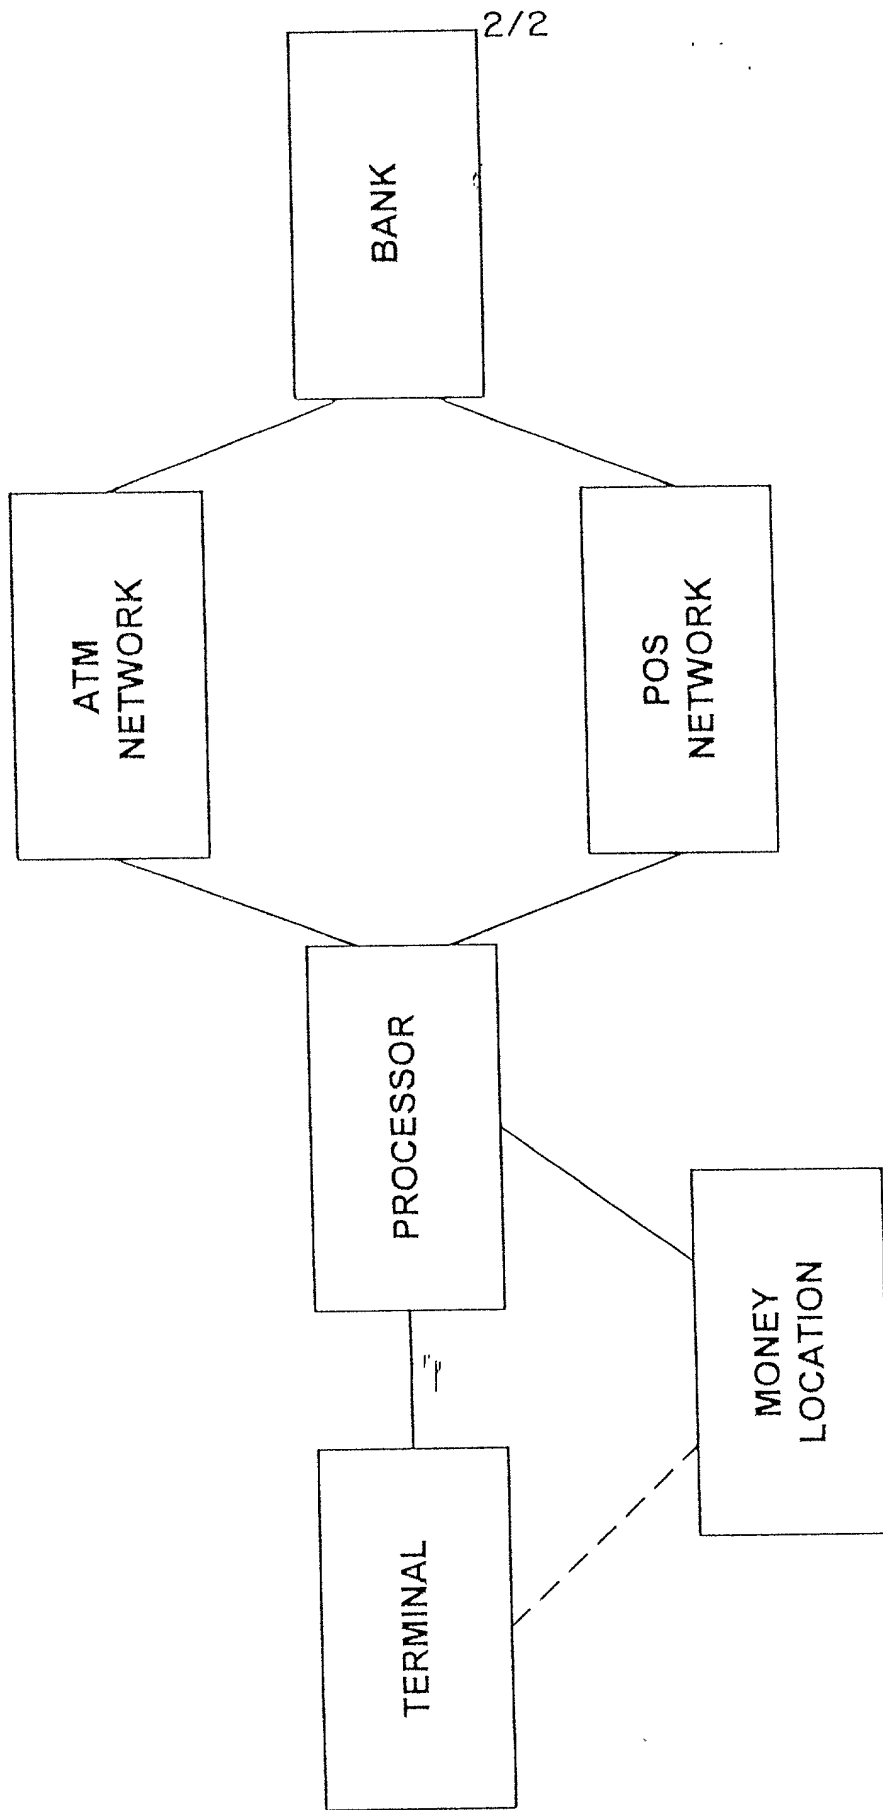 2/2
TERMINAL
PROCESSOR
MONEY
LOCATION
ATM
NETWORK
POS
NETWORK
BANK